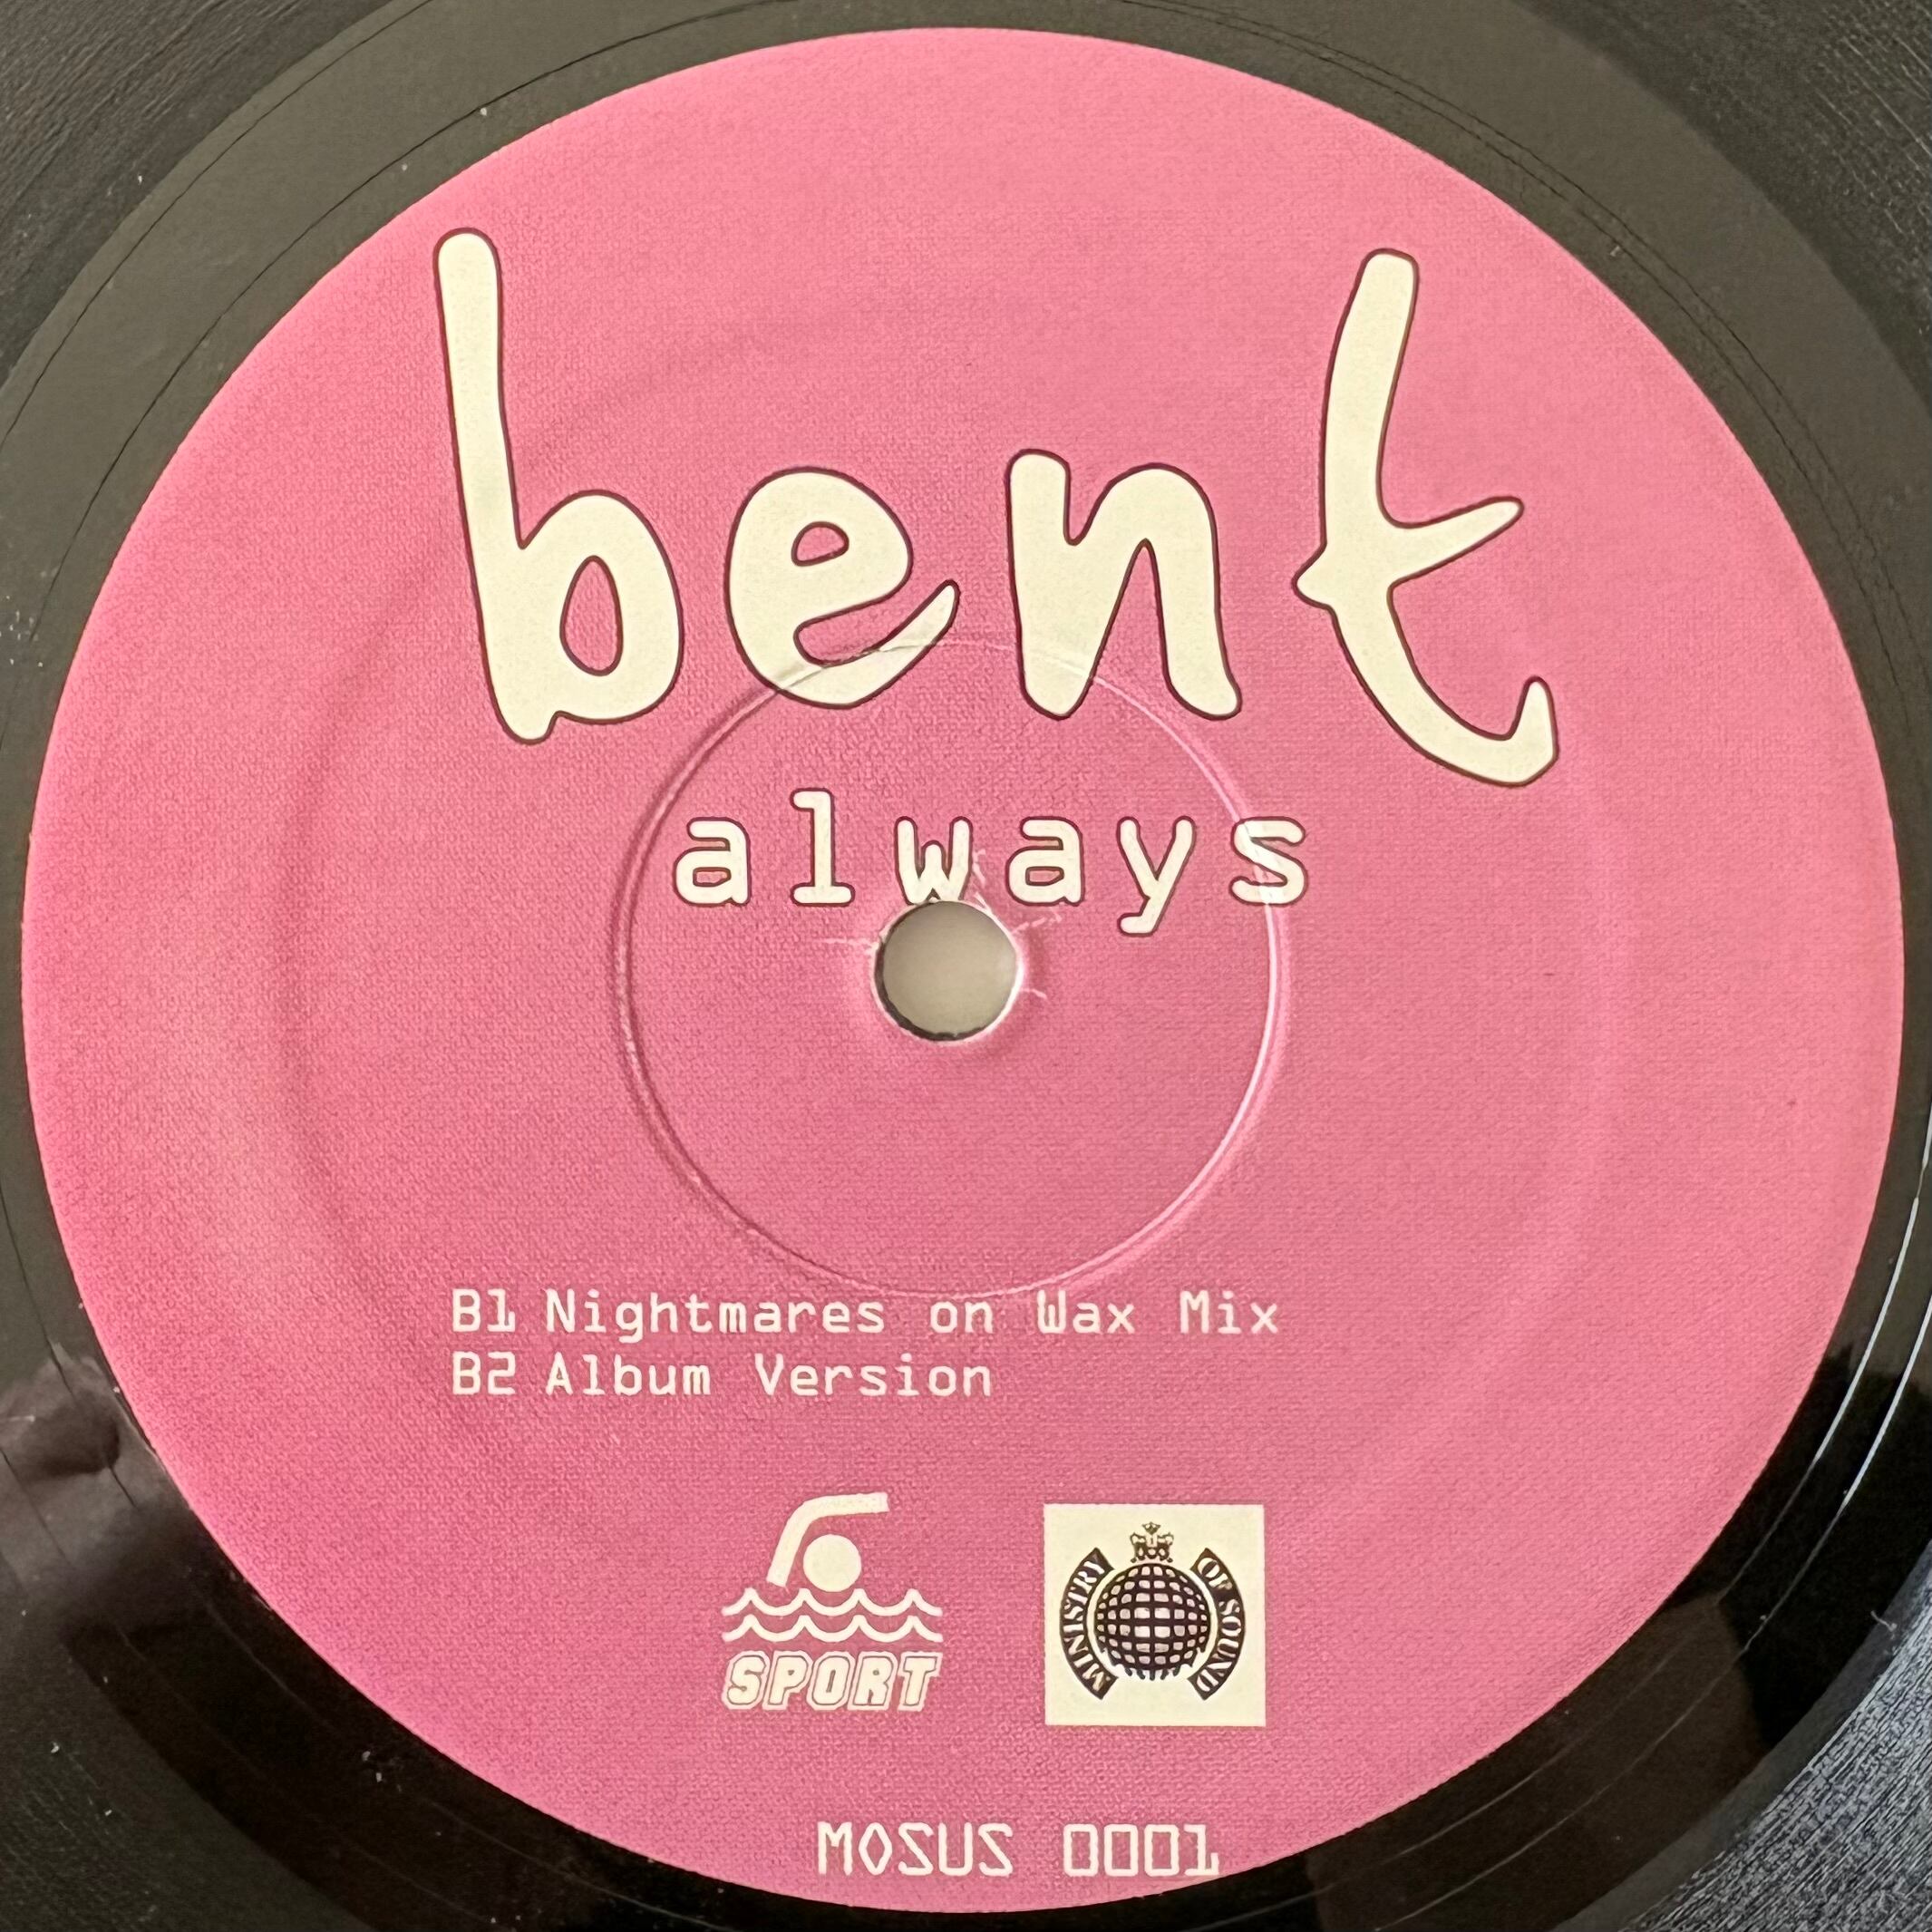 bent
always
B1 Nightmares on Wax Mix
B2 Album Version
SPORT
MINISTRY OF SOUND
MOSUS 0001